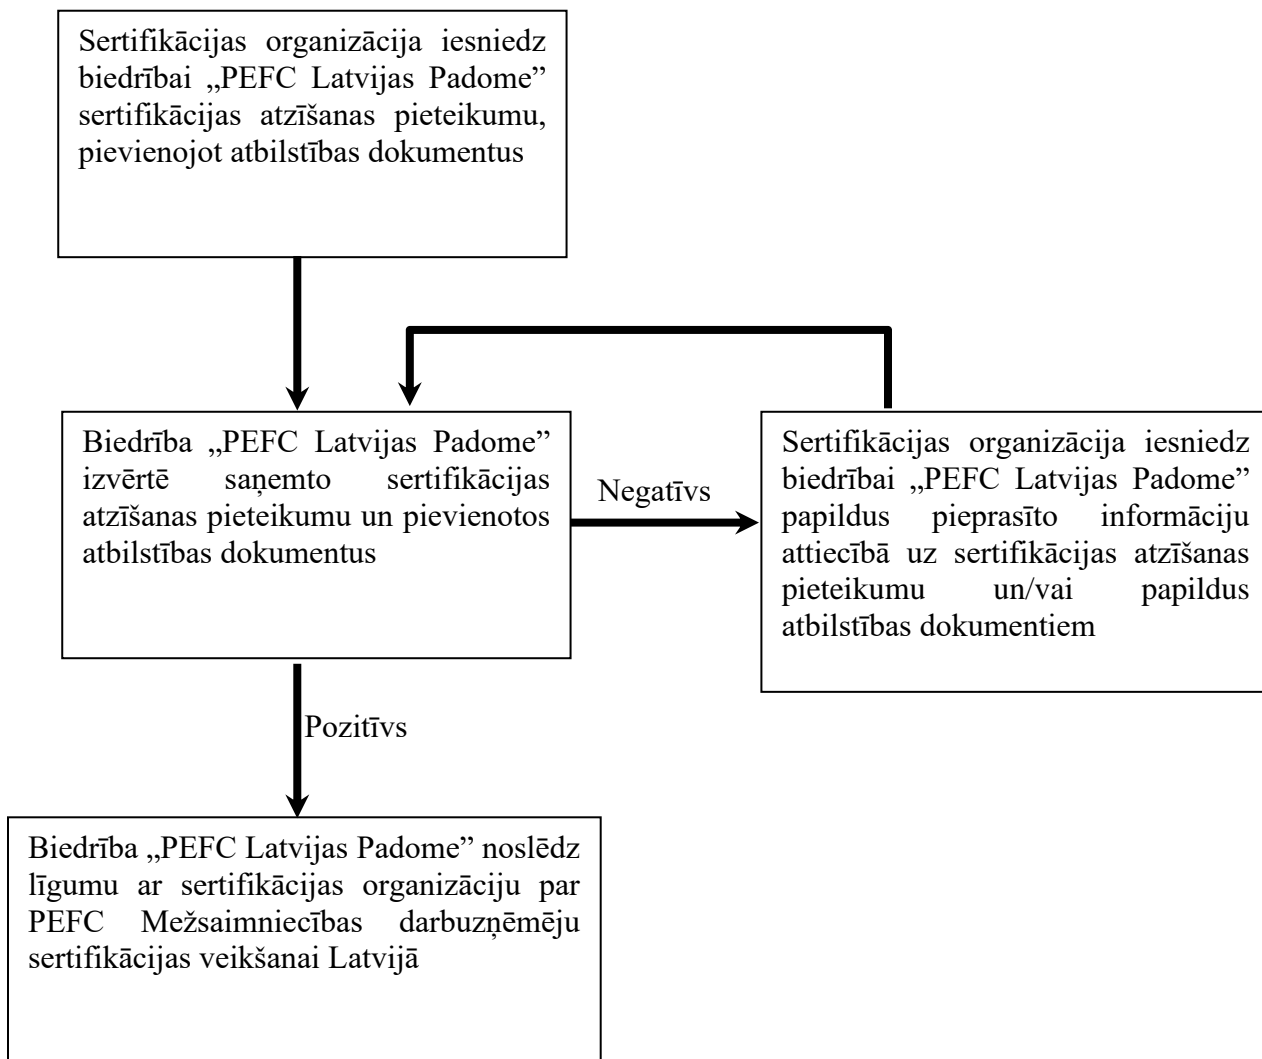 Sertifikācijas organizācija iesniedz
biedrībai „PEFC Latvijas Padome”
sertifikācijas atzīšanas pieteikumu,
pievienojot atbilstības dokumentus
Biedrība „PEFC Latvijas Padome”
izvērtē saņemto sertifikācijas
atzīšanas pieteikumu un pievienotos
atbilstības dokumentus
Negatīvs
Sertifikācijas organizācija iesniedz
biedrībai „PEFC Latvijas Padome”
papildus pieprasīto informāciju
attiecībā uz sertifikācijas atzīšanas
pieteikumu un/vai papildus
atbilstības dokumentiem
Pozitīvs
Biedrība „PEFC Latvijas Padome” noslēdz
līgumu ar sertifikācijas organizāciju par
PEFC Mežsaimniecības darbuzņēmēju
sertifikācijas veikšanai Latvijā